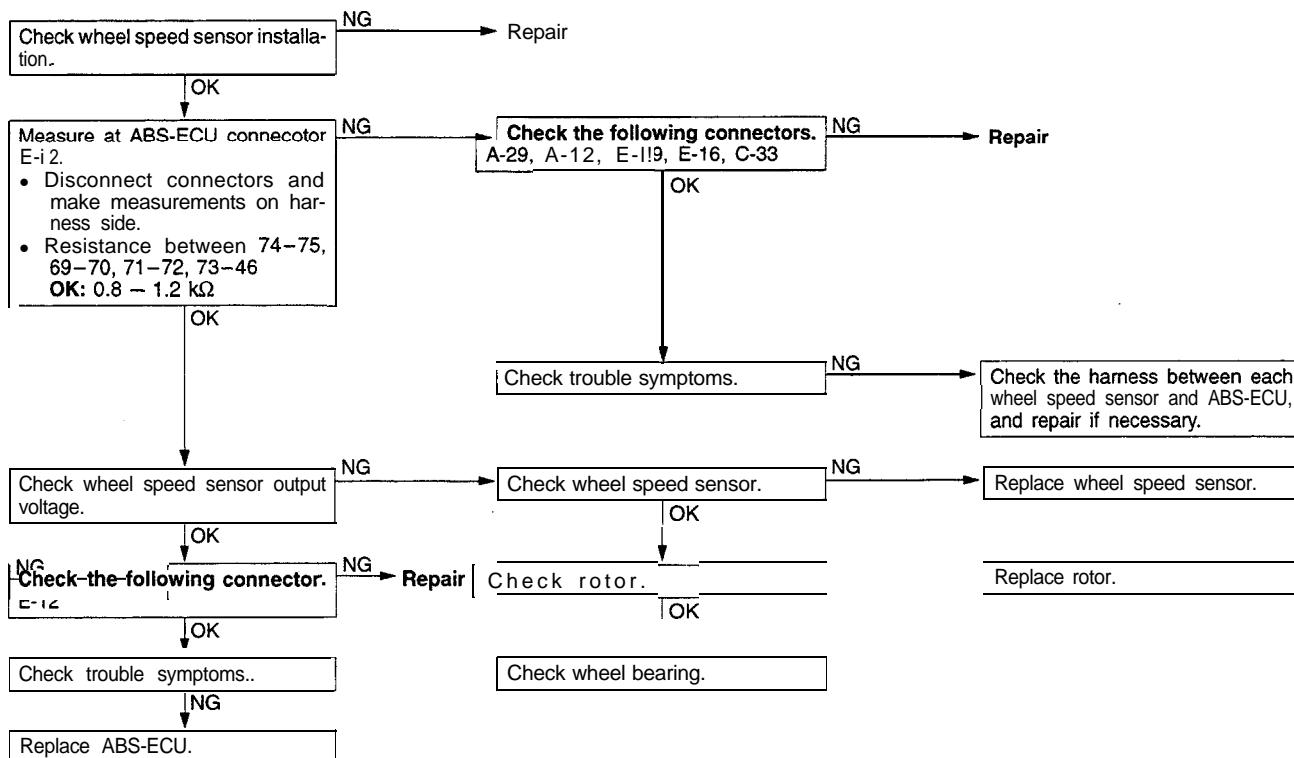 Check wheel speed sensor installa-
tion.
NG
Repair
OK
Measure at ABS-ECU connecotor
E-i 2.
• Disconnect connectors and
make measurements on har-
ness side.
• Resistance between 74–75,
69–70, 71–72, 73–46
OK: 0.8 – 1.2 kΩ
NG
Check the following connectors.
A-29, A-12, E-I!9, E-16, C-33
NG
Repair
OK
OK
Check trouble symptoms.
NG
Check the harness between each
wheel speed sensor and ABS-ECU,
and repair if necessary.
Check wheel speed sensor output
voltage.
NG
Check wheel speed sensor.
NG
Replace wheel speed sensor.
OK
OK
NG
Check the following connector.
E-12
NG
Repair
Check rotor.
Replace rotor.
OK
OK
Check trouble symptoms..
Check wheel bearing.
NG
Replace ABS-ECU.